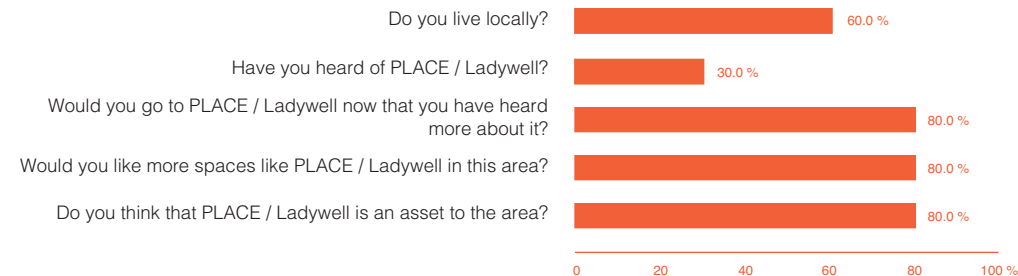 Do you live locally?
60.0 %
Have you heard of PLACE / Ladywell?
30.0 %
Would you go to PLACE / Ladywell now that you have heard
more about it?
80.0 %
Would you like more spaces like PLACE / Ladywell in this area?
80.0 %
Do you think that PLACE / Ladywell is an asset to the area?
80.0 %
0 20 40 60 80 100 %